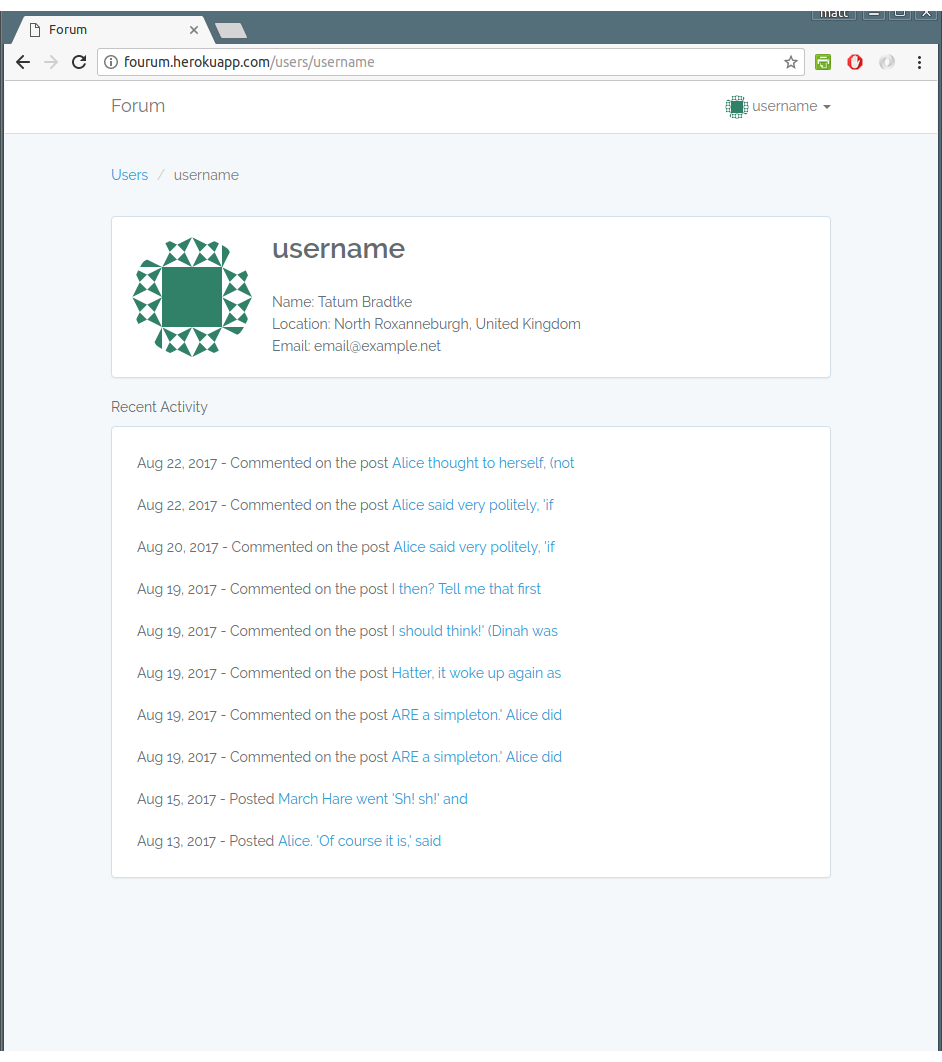 matt
Forum
fourum.herokuapp.com/users/username
Forum
username
Users / username
username
Name: Tatum Bradtke
Location: North Roxanneburgh, United Kingdom
Email: email@example.net
Recent Activity
Aug 22, 2017 - Commented on the post Alice thought to herself, (not
Aug 22, 2017 - Commented on the post Alice said very politely, 'if
Aug 20, 2017 - Commented on the post Alice said very politely, 'if
Aug 19, 2017 - Commented on the post I then? Tell me that first
Aug 19, 2017 - Commented on the post I should think!' (Dinah was
Aug 19, 2017 - Commented on the post Hatter, it woke up again as
Aug 19, 2017 - Commented on the post ARE a simpleton.' Alice did
Aug 19, 2017 - Commented on the post ARE a simpleton.' Alice did
Aug 15, 2017 - Posted March Hare went 'Sh! sh!' and
Aug 13, 2017 - Posted Alice. 'Of course it is,' said